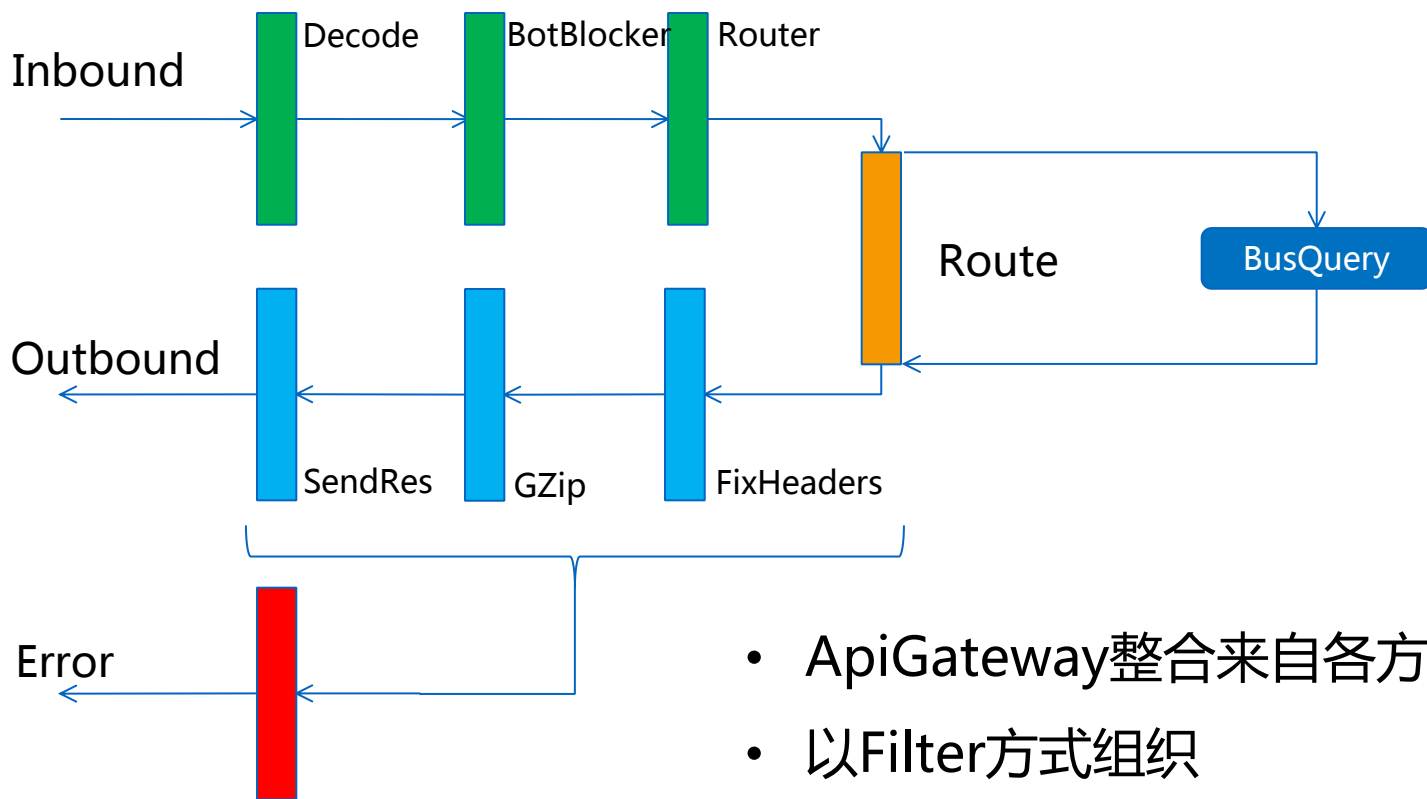 Decode
BotBlocker
Router
Inbound
Route
BusQuery
Outbound
SendRes
GZip
FixHeaders
Error
• ApiGateway整合来自各方
• 以Filter方式组织